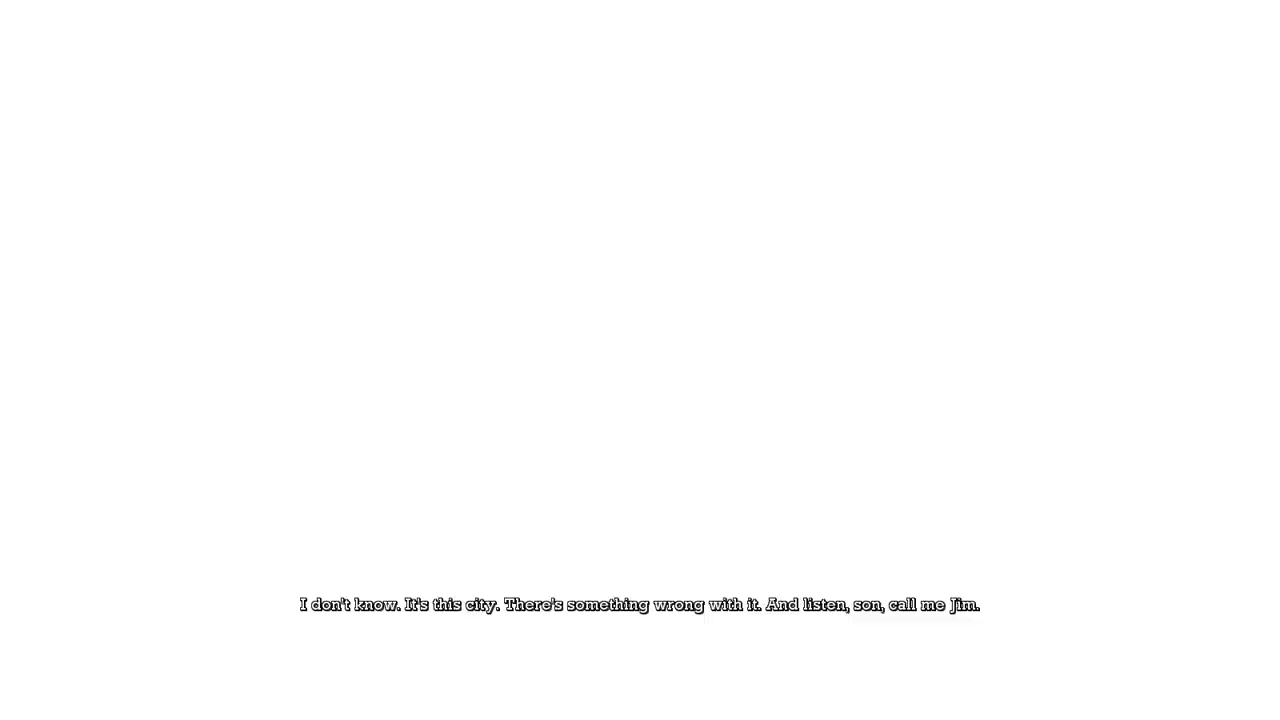 I don't know. It's this city. There's something wrong with it. And listen, son, call me Jim.